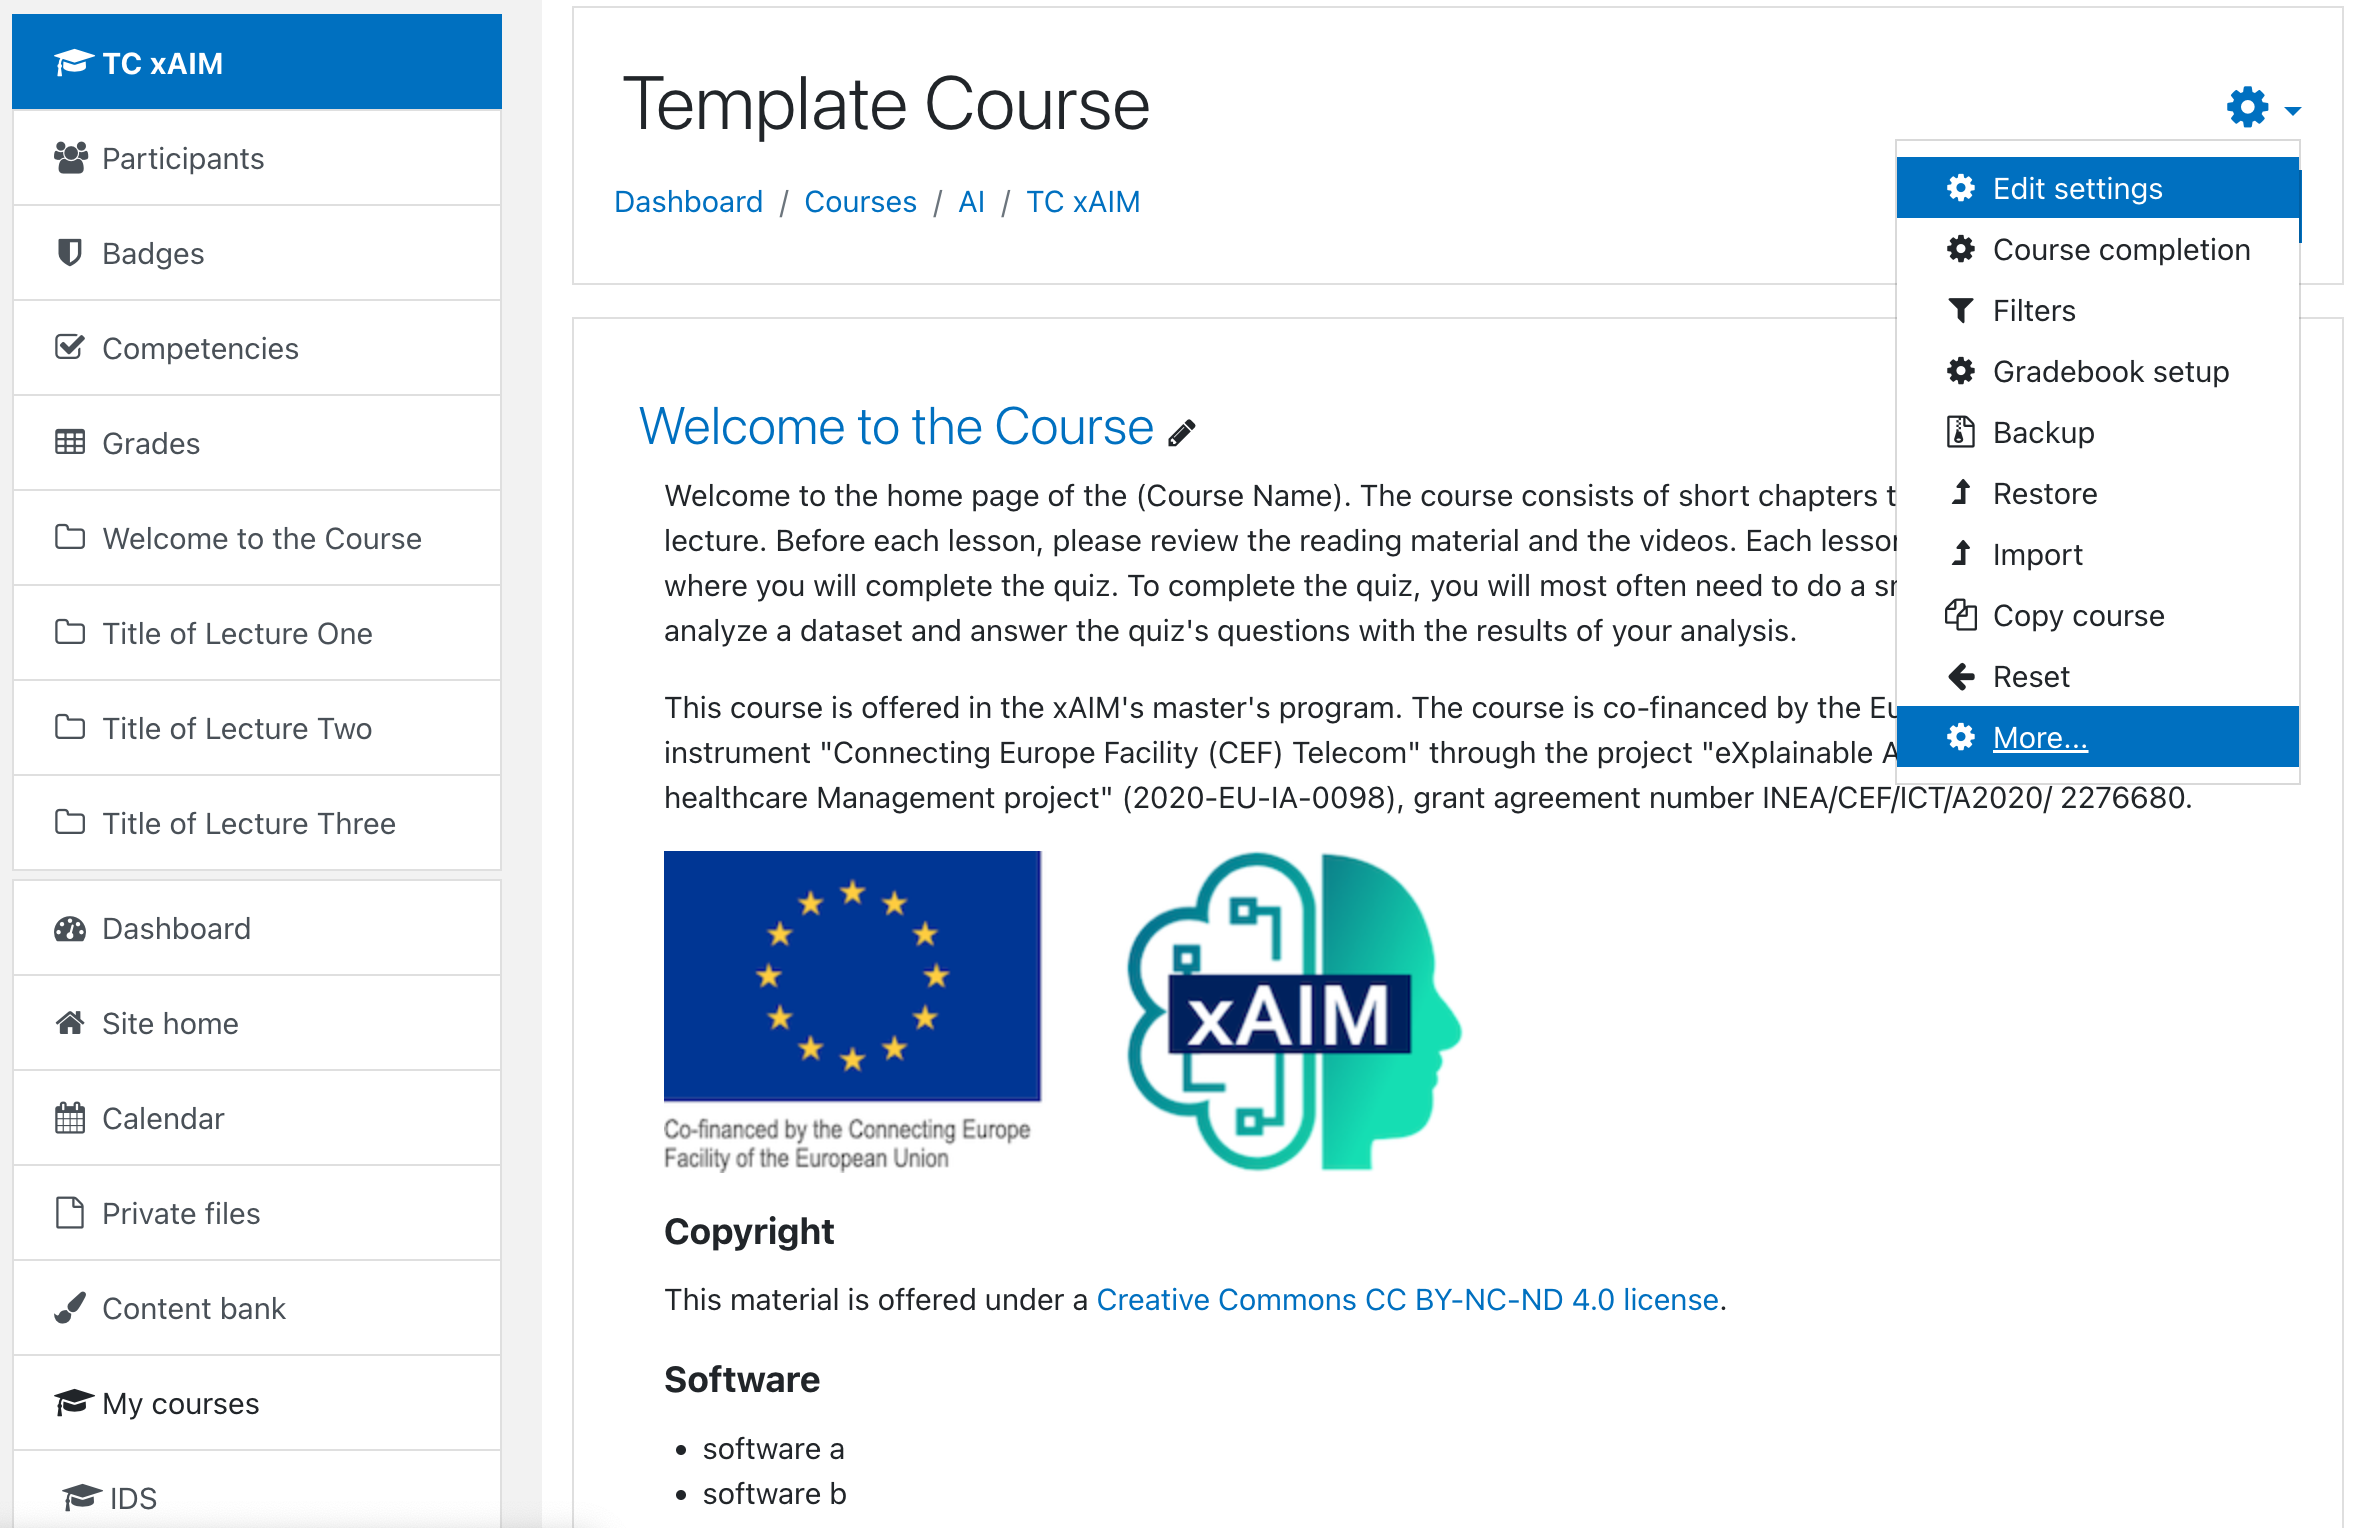 TC xAIM
Participants
Badges
Competencies
Grades
Welcome to the Course
Title of Lecture One
Title of Lecture Two
Title of Lecture Three
Dashboard
Site home
Calendar
Private files
Content bank
My courses
IDS
Template Course
Dashboard / Courses / AI / TC xAIM
Edit settings
Course completion
Filters
Gradebook setup
Backup
Restore
Import
Copy course
Reset
More...
Welcome to the Course
Welcome to the home page of the (Course Name). The course consists of short chapters
lecture. Before each lesson, please review the reading material and the videos. Each
where you will complete the quiz. To complete the quiz, you will most often need to do a
analyze a dataset and answer the quiz's questions with the results of your analysis.
This course is offered in the xAIM's master's program. The course is co-financed by the
instrument "Connecting Europe Facility (CEF) Telecom" through the project "eXplainable
healthcare Management project" (2020-EU-IA-0098), grant agreement number INEA/CEF/ICT/A2020/ 2276680.
Co-financed by the Connecting Europe
Facility of the European Union
xAIM
Copyright
This material is offered under a Creative Commons CC BY-NC-ND 4.0 license.
Software
• software a
• software b